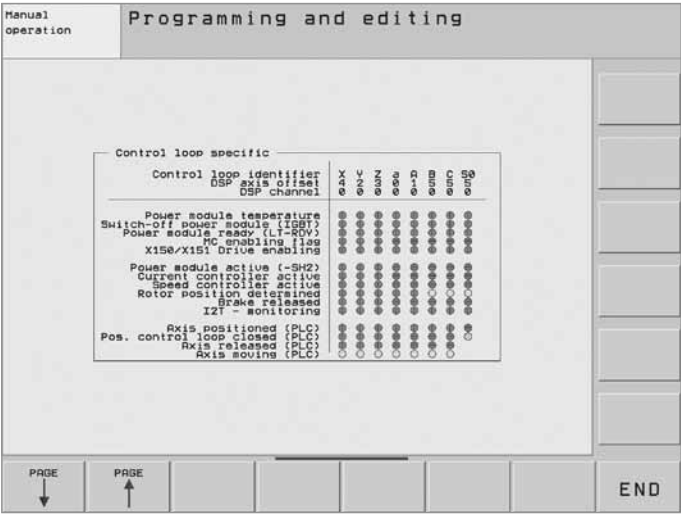 Manual
operation
Programming and editing
Control loop specific
Control loop identifier X Y Z a A B C S0
DSP axis offset 4 2 3 0 1 5 5 5
DSP channel 0 0 0 0 0 0 0 0
Power module temperature
Switch-off power module (IGBT)
Power module ready (LT-RDY)
MC enabling flag
X150/X151 Drive enabling
Power module active (-SH2)
Current controller active
Speed controller active
Rotor position determined
Brake released
I2T - monitoring
Axis positioned (PLC)
Pos. control loop closed (PLC)
Axis released (PLC)
Axis moving (PLC)
PAGE
PAGE
END